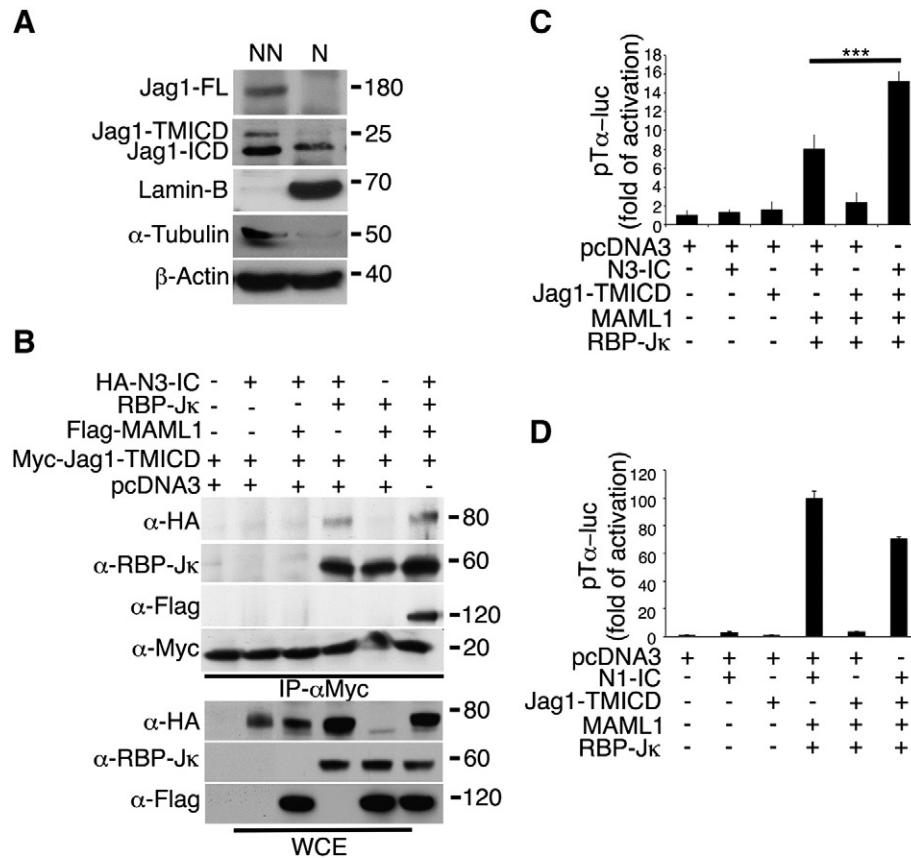 A
NN N
Jag1-FL -180
Jag1-TMICD -25
Jag1-ICD
Lamin-B -70
α-Tubulin -50
β-Actin -40
B
HA-N3-IC - + + + - +
RBP-Jκ - - - + + +
Flag-MAML1 - - + - + +
Myc-Jag1-TMICD + + + + + +
pcDNA3 + + + + + -
α-HA -80
α-RBP-Jκ -60
α-Flag -120
α-Myc -20
IP-αMyc
α-HA -80
α-RBP-Jκ -60
α-Flag -120
WCE
C
***
pTα-luc
(fold of activation)
18
16
14
12
10
8
6
4
2
0
pcDNA3 + + + + + -
N3-IC - + - + - +
Jag1-TMICD - - + - + +
MAML1 - - - + + +
RBP-Jκ - - - + + +
D
pTα-luc
(fold of activation)
120
100
80
60
40
20
0
pcDNA3 + + + + + -
N1-IC - + - + - +
Jag1-TMICD - - + - + +
MAML1 - - - + + +
RBP-Jκ - - - + + +